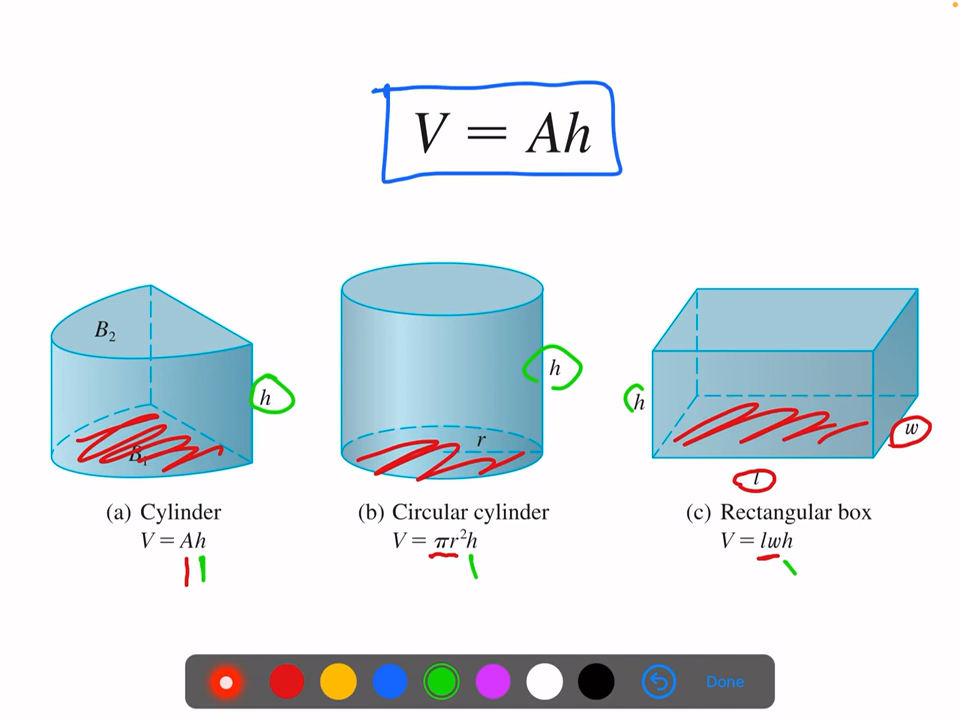 V = Ah
B₂
h
B₁
h
r
h
w
l
(a) Cylinder
V = Ah
(b) Circular cylinder
V = πr²h
(c) Rectangular box
V = lwh
Done